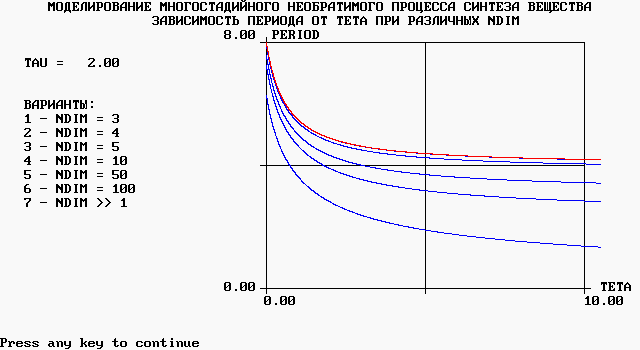 МОДЕЛИРОВАНИЕ МНОГОСТАДИЙНОГО НЕОБРАТИМОГО ПРОЦЕССА СИНТЕЗА ВЕЩЕСТВА
ЗАВИСИМОСТЬ ПЕРИОДА ОТ ТЕТА ПРИ РАЗЛИЧНЫХ NDIM
8.00 PERIOD
TAU = 2.00
ВАРИАНТЫ:
1 - NDIM = 3
2 - NDIM = 4
3 - NDIM = 5
4 - NDIM = 10
5 - NDIM = 50
6 - NDIM = 100
7 - NDIM >> 1
0.00 TETA
0.00 10.00
Press any key to continue